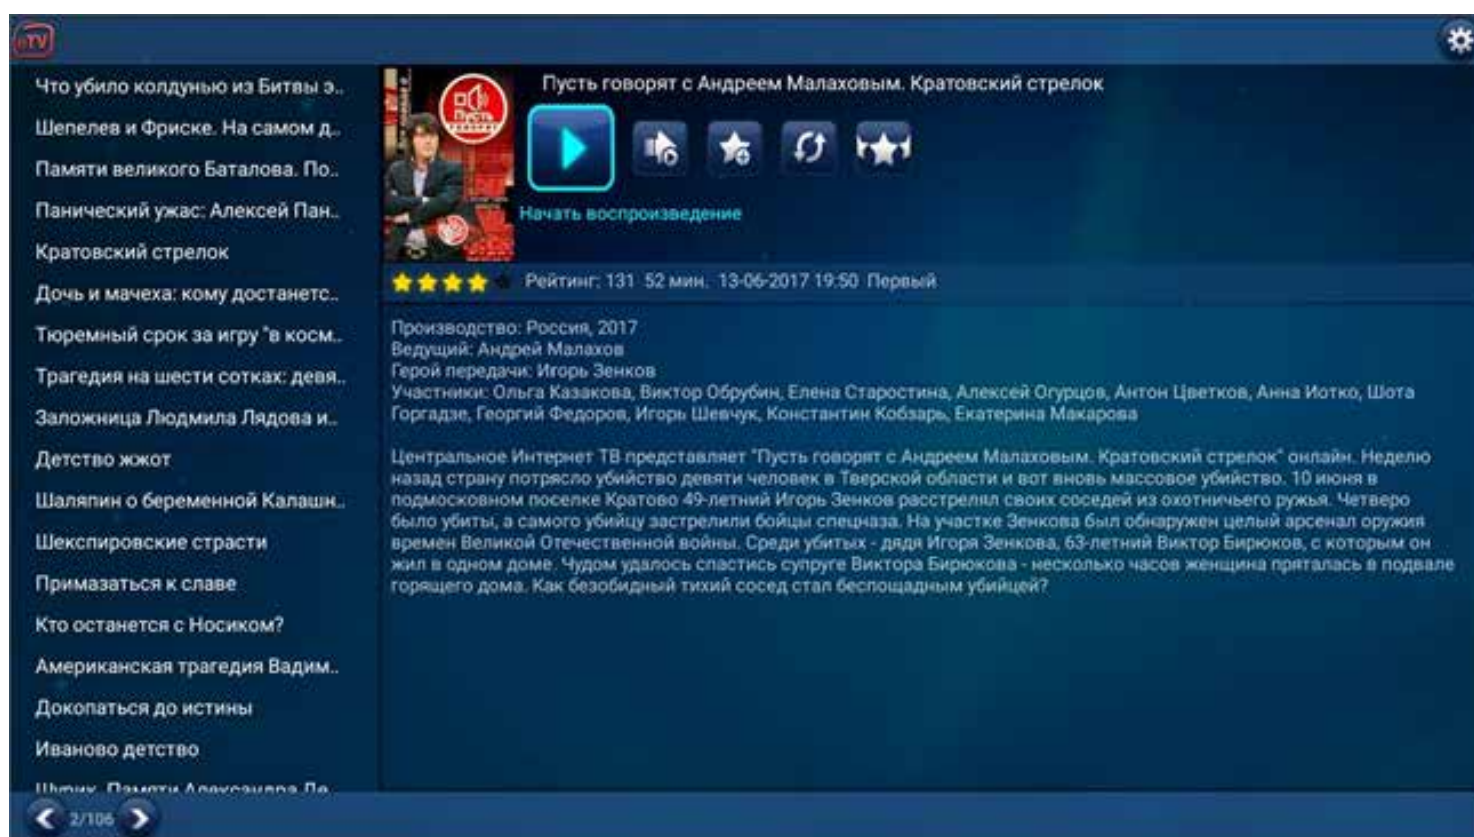 eTV
Что убило колдунью из Битвы э..
Шепелев и Фриске. На самом д..
Памяти великого Баталова. По..
Панический ужас: Алексей Пан..
Кратовский стрелок
Дочь и мачеха: кому достанетс..
Тюремный срок за игру "в косм..
Трагедия на шести сотках: девя..
Заложница Людмила Лядова и..
Детство жжот
Шаляпин о беременной Калашн..
Шекспировские страсти
Примазаться к славе
Кто останется с Носиком?
Американская трагедия Вадим..
Докопаться до истины
Иваново детство
Шурик. Памяти Александра Де..
2/106
Пусть говорят с Андреем Малаховым. Кратовский стрелок
Пусть
говорят
Начать воспроизведение
Рейтинг: 131 52 мин. 13-06-2017 19:50 Первый
Производство: Россия, 2017
Ведущий: Андрей Малахов
Герой передачи: Игорь Зенков
Участники: Ольга Казакова, Виктор Обрубин, Елена Старостина, Алексей Огурцов, Антон Цветков, Анна Иотко, Шота
Горгадзе, Георгий Федоров, Игорь Шевчук, Константин Кобзарь, Екатерина Макарова
Центральное Интернет ТВ представляет "Пусть говорят с Андреем Малаховым. Кратовский стрелок" онлайн. Неделю
назад страну потрясло убийство девяти человек в Тверской области и вот вновь массовое убийство. 10 июня в
подмосковном поселке Кратово 49-летний Игорь Зенков расстрелял своих соседей из охотничьего ружья. Четверо
было убиты, а самого убийцу застрелили бойцы спецназа. На участке Зенкова был обнаружен целый арсенал оружия
времен Великой Отечественной войны. Среди убитых - дядя Игоря Зенкова, 63-летний Виктор Бирюков, с которым он
жил в одном доме. Чудом удалось спастись супруге Виктора Бирюкова - несколько часов женщина пряталась в подвале
горящего дома. Как безобидный тихий сосед стал беспощадным убийцей?